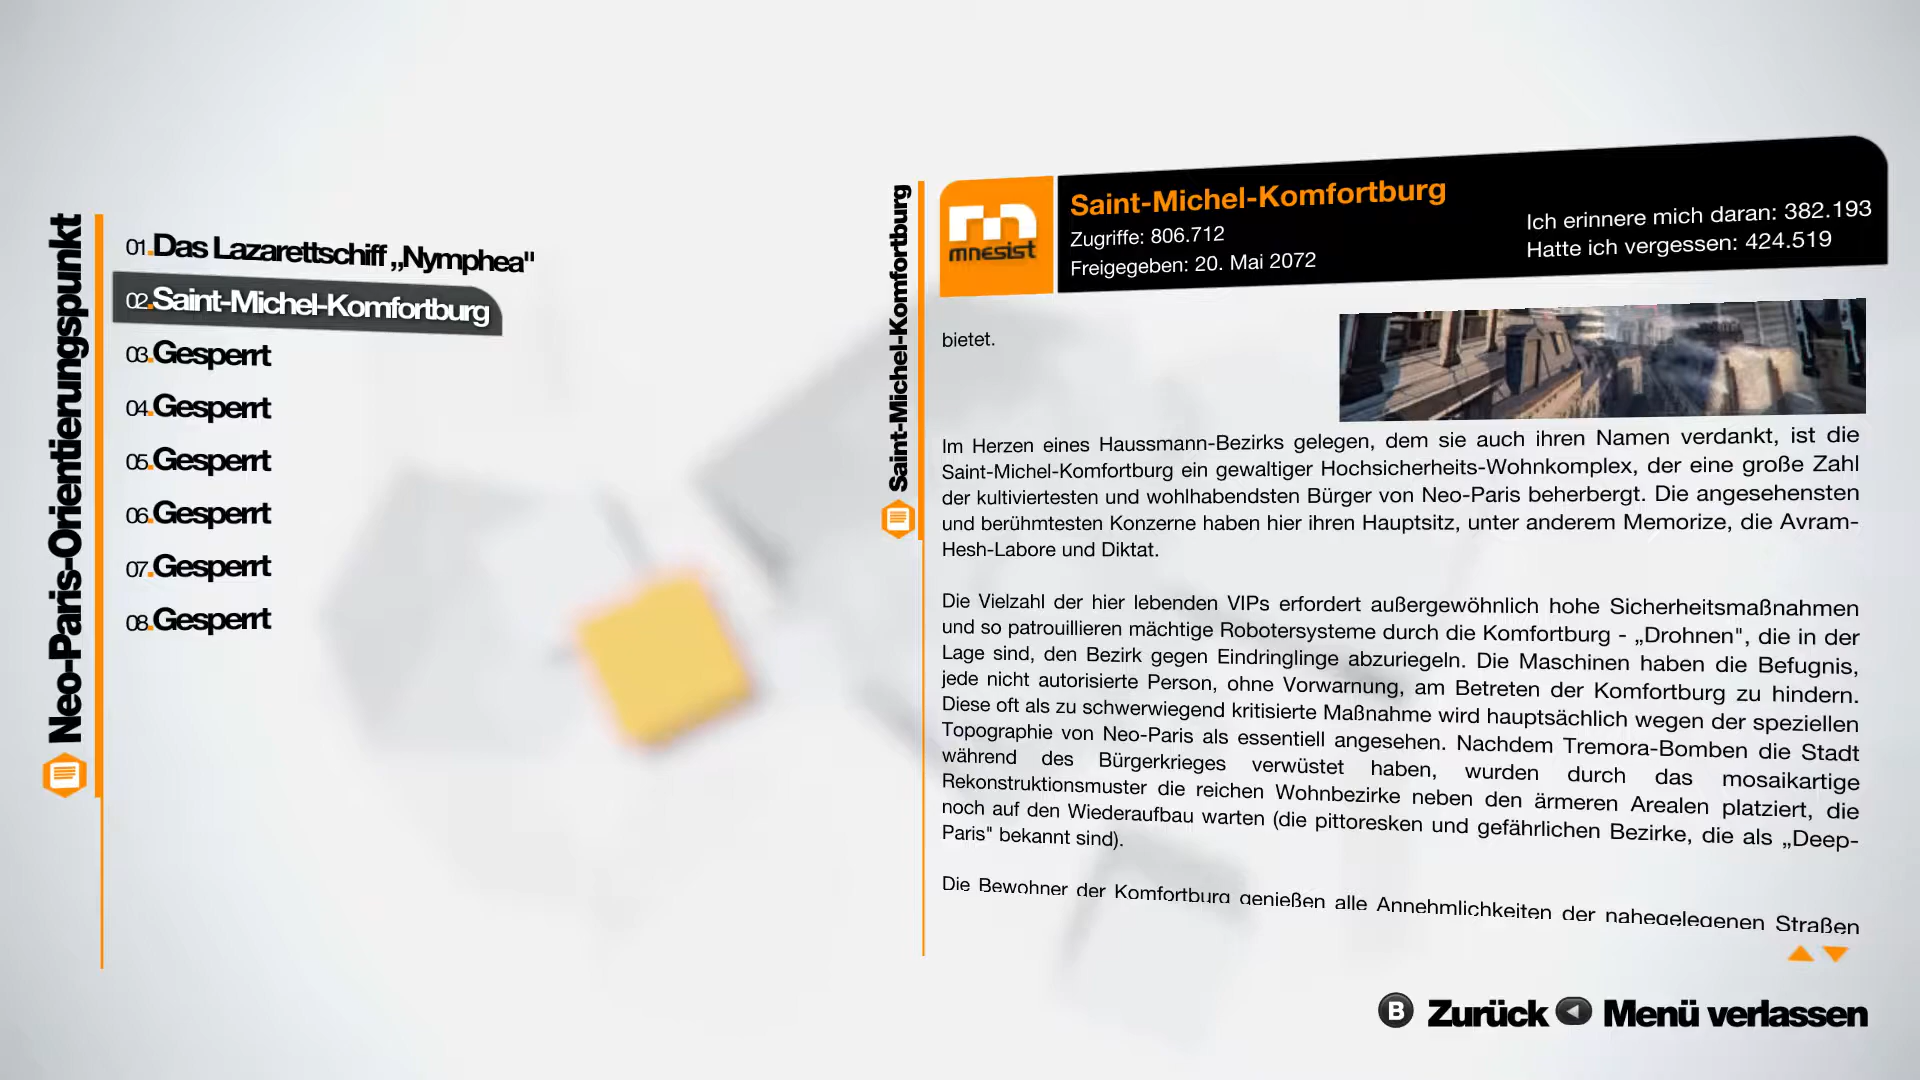 Neo-Paris-Orientierungspunkt
01.Das Lazarettschiff „Nymphea"
02.Saint-Michel-Komfortburg
03.Gesperrt
04.Gesperrt
05.Gesperrt
06.Gesperrt
07.Gesperrt
08.Gesperrt
Saint-Michel-Komfortburg
mnesist
Saint-Michel-Komfortburg
Zugriffe: 806.712
Freigegeben: 20. Mai 2072
Ich erinnere mich daran: 382.193
Hatte ich vergessen: 424.519
bietet.
Im Herzen eines Haussmann-Bezirks gelegen, dem sie auch ihren Namen verdankt, ist die
Saint-Michel-Komfortburg ein gewaltiger Hochsicherheits-Wohnkomplex, der eine große Zahl
der kultiviertesten und wohlhabendsten Bürger von Neo-Paris beherbergt. Die angesehensten
und berühmtesten Konzerne haben hier ihren Hauptsitz, unter anderem Memorize, die Avram-
Hesh-Labore und Diktat.
Die Vielzahl der hier lebenden VIPs erfordert außergewöhnlich hohe Sicherheitsmaßnahmen
und so patrouillieren mächtige Robotersysteme durch die Komfortburg - „Drohnen", die in der
Lage sind, den Bezirk gegen Eindringlinge abzuriegeln. Die Maschinen haben die Befugnis,
jede nicht autorisierte Person, ohne Vorwarnung, am Betreten der Komfortburg zu hindern.
Diese oft als zu schwerwiegend kritisierte Maßnahme wird hauptsächlich wegen der speziellen
Topographie von Neo-Paris als essentiell angesehen. Nachdem Tremora-Bomben die Stadt
während des Bürgerkrieges verwüstet haben, wurden durch das mosaikartige
Rekonstruktionsmuster die reichen Wohnbezirke neben den ärmeren Arealen platziert, die
noch auf den Wiederaufbau warten (die pittoresken und gefährlichen Bezirke, die als „Deep-
Paris" bekannt sind).
Die Bewohner der Komfortburg genießen alle Annehmlichkeiten der nahegelegenen Straßen
B Zurück Menü verlassen